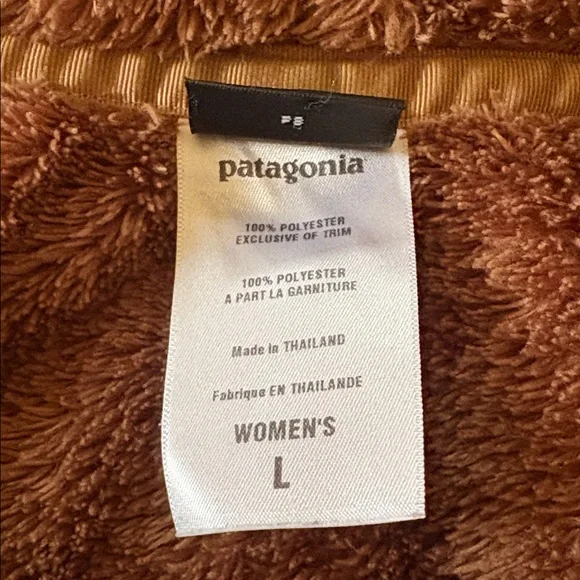 patagonia
100% POLYESTER
EXCLUSIVE OF TRIM
100% POLYESTER
A PART LA GARNITURE
Made in THAILAND
Fabrique EN THAILANDE
WOMEN'S
L